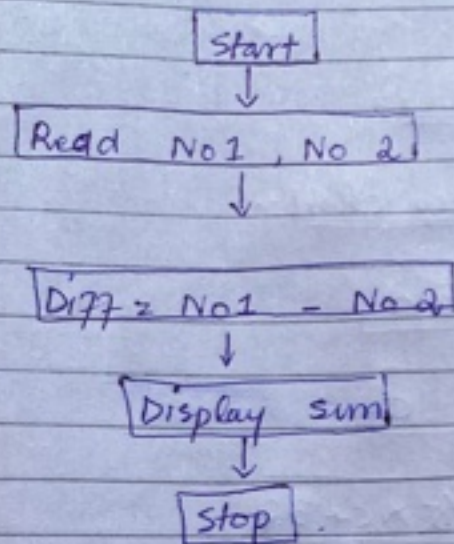 Start
Read No1, No 2
Diff = No1 - No 2
Display sum
Stop